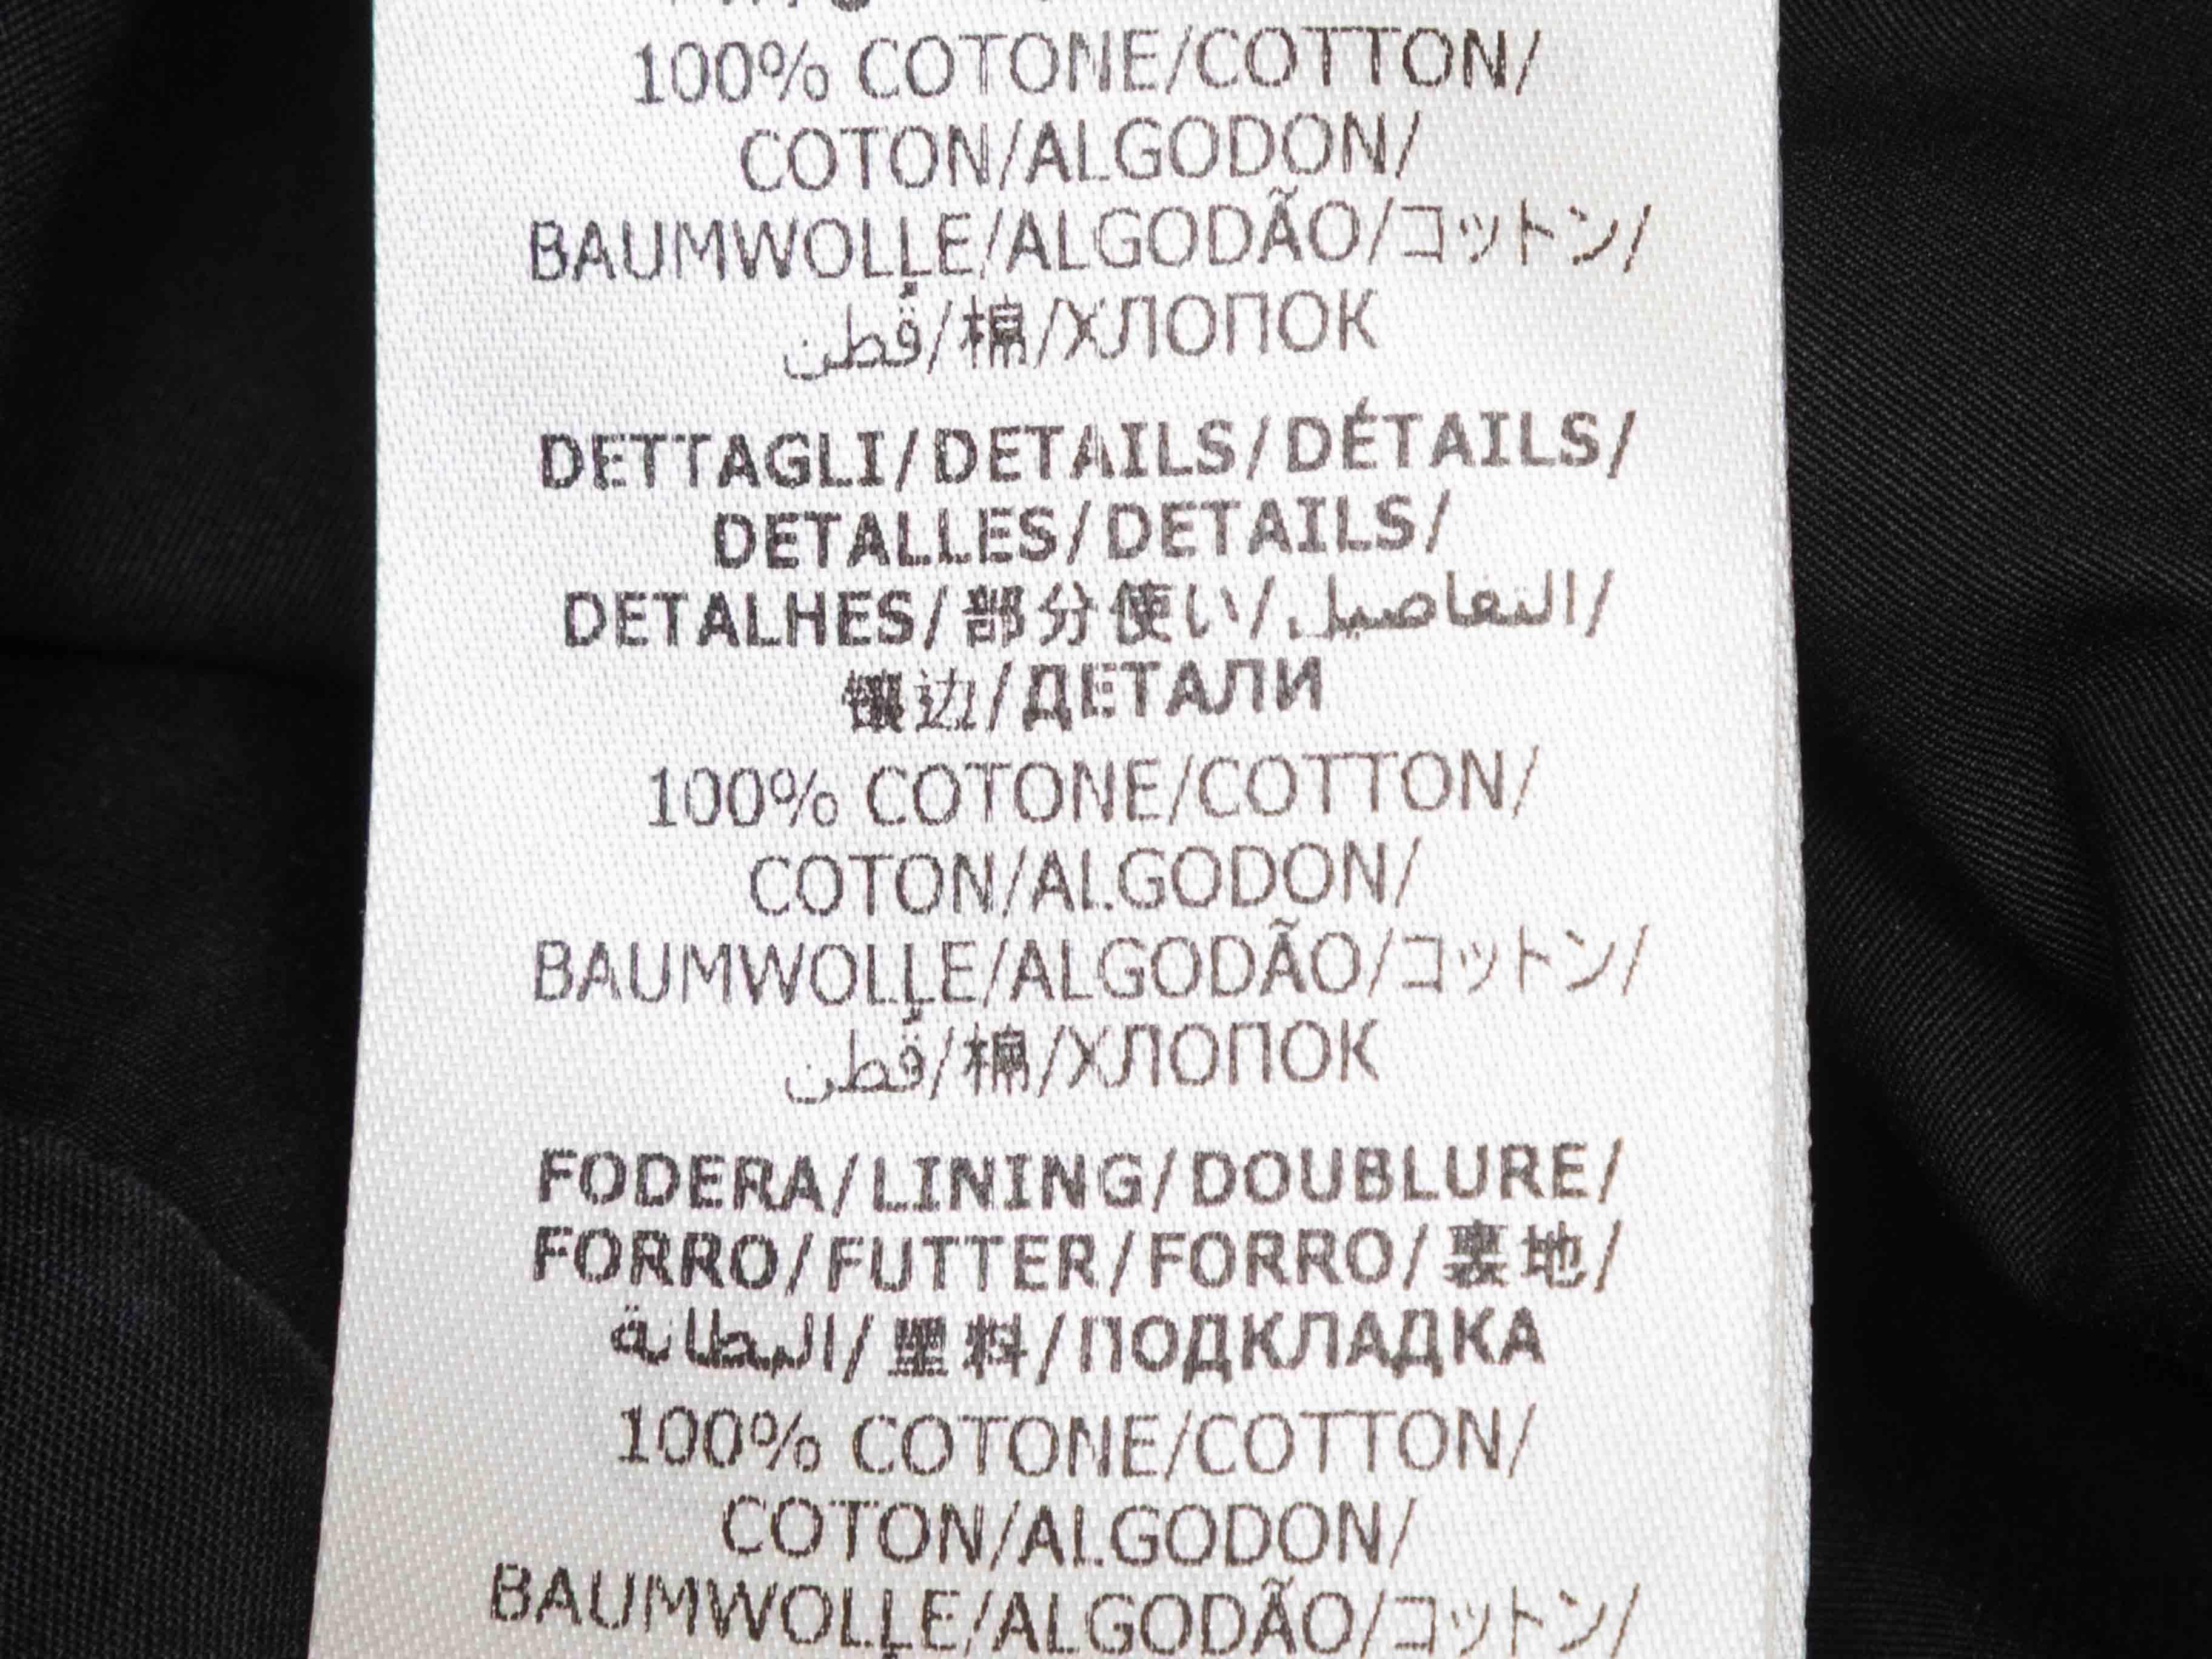 100% COTONE/COTTON/
COTON/ALGODON/
BAUMWOLLE/ALGODÃO/コットン/
قطن/棉/ХЛОПОК
DETTAGLI/DETAILS/DÉTAILS/
DETALLES/DETAILS/
DETALHES/部分使い/التفاصيل/
镶边/ДЕТАЛИ
100% COTONE/COTTON/
COTON/ALGODON/
BAUMWOLLE/ALGODÃO/コットン/
قطن/棉/ХЛОПОК
FODERA/LINING/DOUBLURE/
FORRO/FUTTER/FORRO/裏地/
البطانة/里料/ПОДКЛАДКА
100% COTONE/COTTON/
COTON/ALGODON/
BAUMWOLLE/ALGODÃO/コットン/